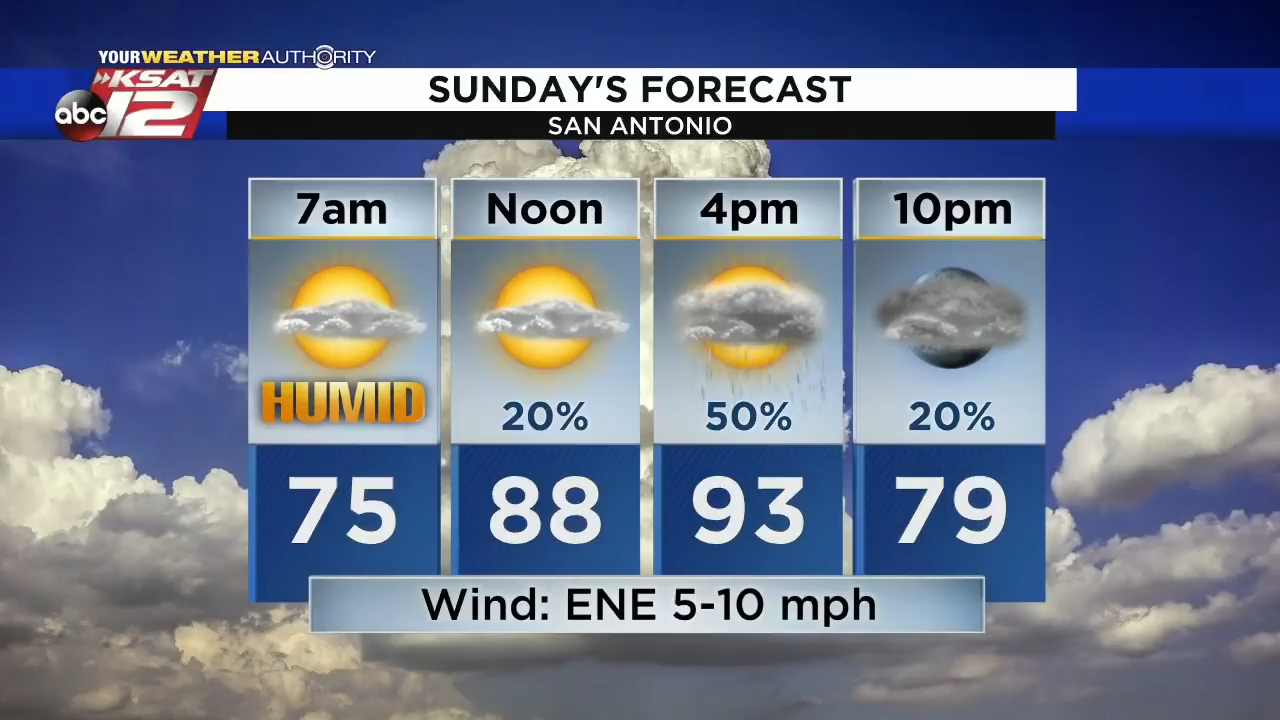 YOURWEATHERAUTHORITY
KSAT
abc 12
SUNDAY'S FORECAST
SAN ANTONIO
7am Noon 4pm 10pm
HUMID 20% 50% 20%
75 88 93 79
Wind: ENE 5-10 mph